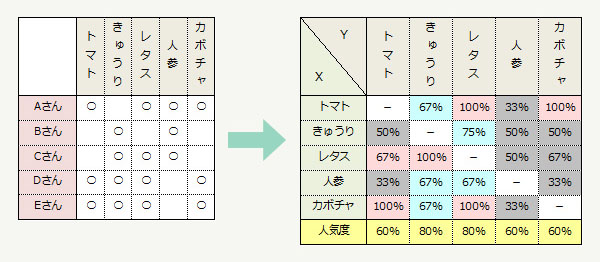 トマト きゅうり レタス 人参 カボチャ
Aさん ○ ○ ○ ○
Bさん ○ ○
Cさん ○ ○ ○
Dさん ○ ○ ○ ○
Eさん ○ ○ ○ ○
Y
X
トマト きゅうり レタス 人参 カボチャ
トマト – 67% 100% 33% 100%
きゅうり 50% – 75% 50% 50%
レタス 67% 100% – 50% 67%
人参 33% 67% 67% – 33%
カボチャ 100% 67% 100% 33% –
人気度 60% 80% 80% 60% 60%